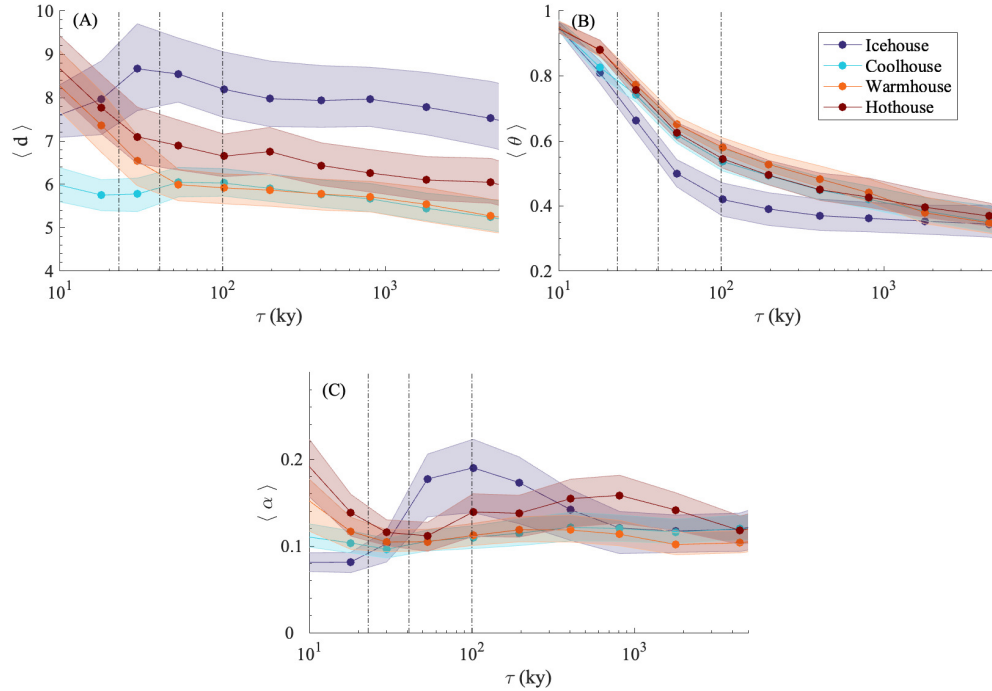 (A)
10
9
8
7
6
5
4
⟨ d ⟩
10¹ 10² 10³
τ (ky)
(B)
1
0.8
0.6
0.4
0.2
⟨ θ ⟩
10¹ 10² 10³
τ (ky)
Icehouse
Coolhouse
Warmhouse
Hothouse
(C)
0.2
0.1
0
⟨ α ⟩
10¹ 10² 10³
τ (ky)